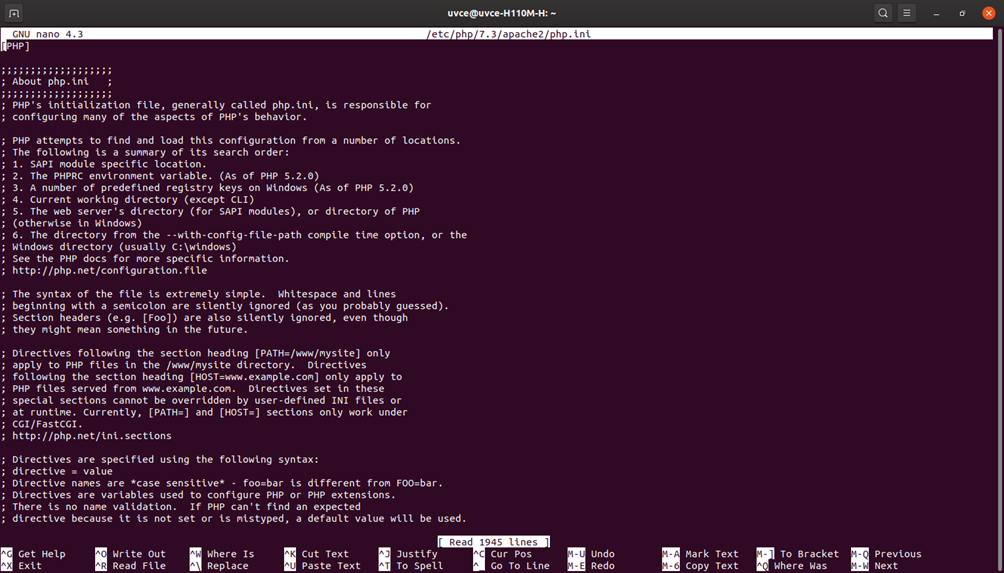 uvce@uvce-H110M-H: ~
GNU nano 4.3 /etc/php/7.3/apache2/php.ini
[PHP]
;;;;;;;;;;;;;;;;;;;
; About php.ini   ;
;;;;;;;;;;;;;;;;;;;
; PHP's initialization file, generally called php.ini, is responsible for
; configuring many of the aspects of PHP's behavior.
; PHP attempts to find and load this configuration from a number of locations.
; The following is a summary of its search order:
; 1. SAPI module specific location.
; 2. The PHPRC environment variable. (As of PHP 5.2.0)
; 3. A number of predefined registry keys on Windows (As of PHP 5.2.0)
; 4. Current working directory (except CLI)
; 5. The web server's directory (for SAPI modules), or directory of PHP
; (otherwise in Windows)
; 6. The directory from the --with-config-file-path compile time option, or the
; Windows directory (usually C:\windows)
; See the PHP docs for more specific information.
; http://php.net/configuration.file
; The syntax of the file is extremely simple.  Whitespace and lines
; beginning with a semicolon are silently ignored (as you probably guessed).
; Section headers (e.g. [Foo]) are also silently ignored, even though
; they might mean something in the future.
; Directives following the section heading [PATH=/www/mysite] only
; apply to PHP files in the /www/mysite directory.  Directives
; following the section heading [HOST=www.example.com] only apply to
; PHP files served from www.example.com.  Directives set in these
; special sections cannot be overridden by user-defined INI files or
; at runtime. Currently, [PATH=] and [HOST=] sections only work under
; CGI/FastCGI.
; http://php.net/ini.sections
; Directives are specified using the following syntax:
; directive = value
; Directive names are *case sensitive* - foo=bar is different from FOO=bar.
; Directives are variables used to configure PHP or PHP extensions.
; There is no name validation.  If PHP can't find an expected
; directive because it is not set or is mistyped, a default value will be used.
[ Read 1945 lines ]
^G Get Help ^O Write Out ^W Where Is ^K Cut Text ^J Justify ^C Cur Pos M-U Undo M-A Mark Text M-] To Bracket M-Q Previous
^X Exit ^R Read File ^\ Replace ^U Paste Text ^T To Spell ^_ Go To Line M-E Redo M-6 Copy Text ^Q Where Was M-W Next